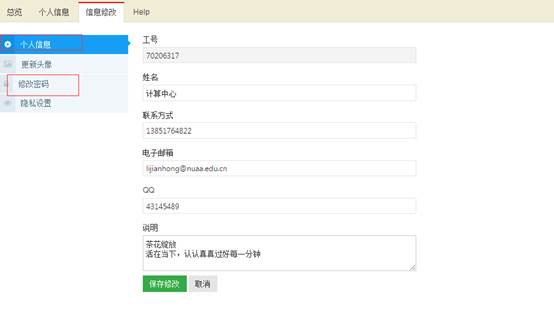 总览 个人信息 信息修改 Help
个人信息
更新头像
修改密码
隐私设置
工号
70206317
姓名
计算中心
联系方式
13851764822
电子邮箱
lijianhong@nuaa.edu.cn
QQ
43145489
说明
茶花绽放
活在当下，认认真真过好每一分钟
保存修改 取消